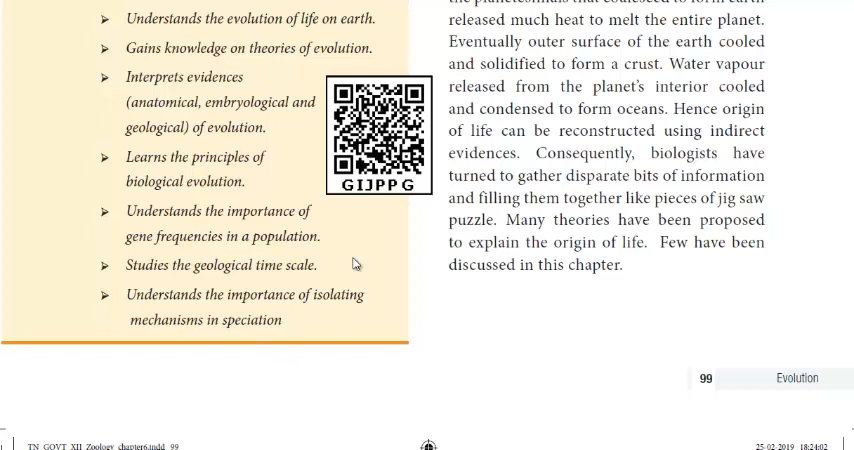 Understands the evolution of life on earth.
Gains knowledge on theories of evolution.
Interprets evidences
(anatomical, embryological and
geological) of evolution.
Learns the principles of
biological evolution.
Understands the importance of
gene frequencies in a population.
Studies the geological time scale.
Understands the importance of isolating
mechanisms in speciation
GIJPPG
the planetesimals that coalesced to form earth
released much heat to melt the entire planet.
Eventually outer surface of the earth cooled
and solidified to form a crust. Water vapour
released from the planet's interior cooled
and condensed to form oceans. Hence origin
of life can be reconstructed using indirect
evidences. Consequently, biologists have
turned to gather disparate bits of information
and filling them together like pieces of jig saw
puzzle. Many theories have been proposed
to explain the origin of life. Few have been
discussed in this chapter.
99 Evolution
TN_GOVT_XII_Zoology_chapter6.indd 99
25-02-2019 18:24:02